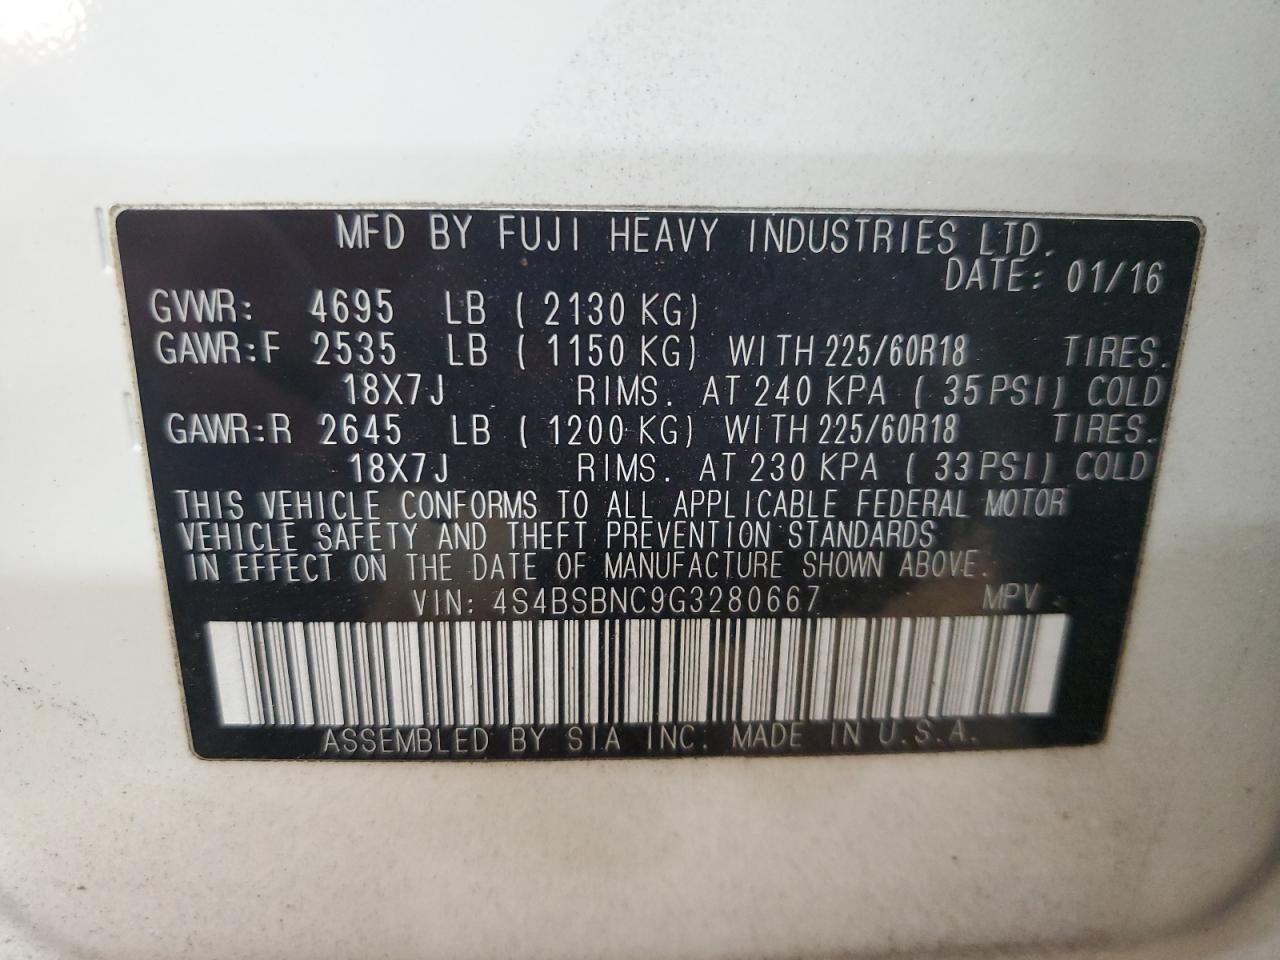 MFD BY FUJI HEAVY INDUSTRIES LTD.
DATE: 01/16
GVWR: 4695 LB ( 2130 KG)
GAWR:F 2535 LB ( 1150 KG) WITH 225/60R18 TIRES.
18X7J RIMS. AT 240 KPA ( 35 PSI) COLD
GAWR:R 2645 LB ( 1200 KG) WITH 225/60R18 TIRES.
18X7J RIMS. AT 230 KPA ( 33 PSI) COLD
THIS VEHICLE CONFORMS TO ALL APPLICABLE FEDERAL MOTOR
VEHICLE SAFETY AND THEFT PREVENTION STANDARDS
IN EFFECT ON THE DATE OF MANUFACTURE SHOWN ABOVE.
VIN: 4S4BSBNC9G3280667 MPV
ASSEMBLED BY SIA INC. MADE IN U.S.A.